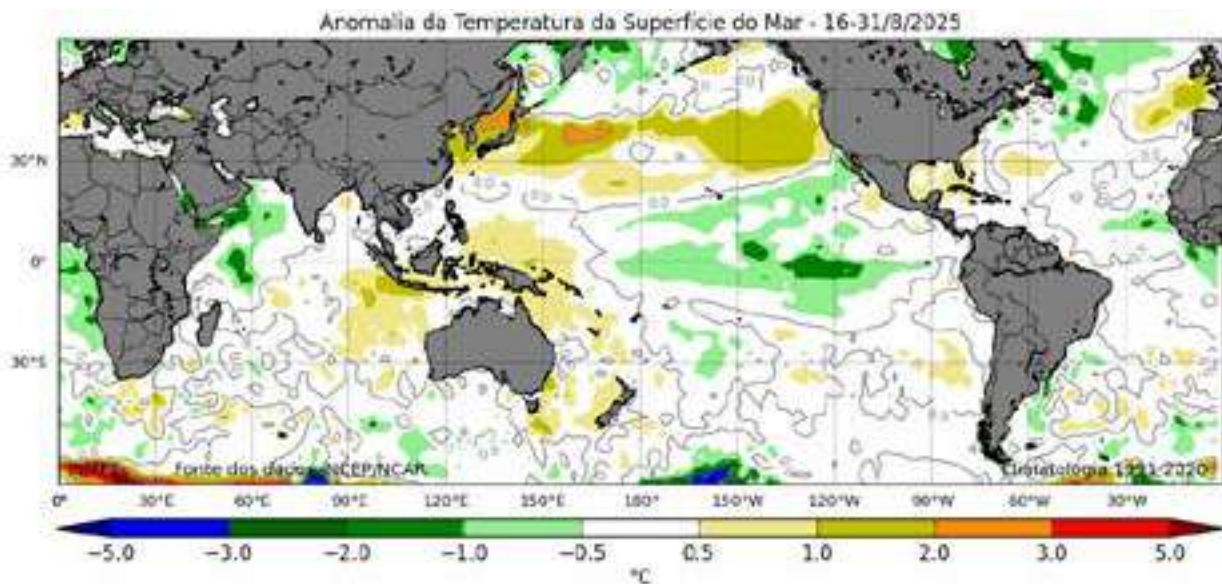 Anomalia da Temperatura da Superfície do Mar - 16-31/8/2025
30°N
0°
30°S
Fonte dos dados: NCEP/NCAR
Climatologia 1991-2020
0° 30°E 60°E 90°E 120°E 150°E 180° 150°W 120°W 90°W 60°W 30°W
−5.0 −3.0 −2.0 −1.0 −0.5 0.5 1.0 2.0 3.0 5.0
°C